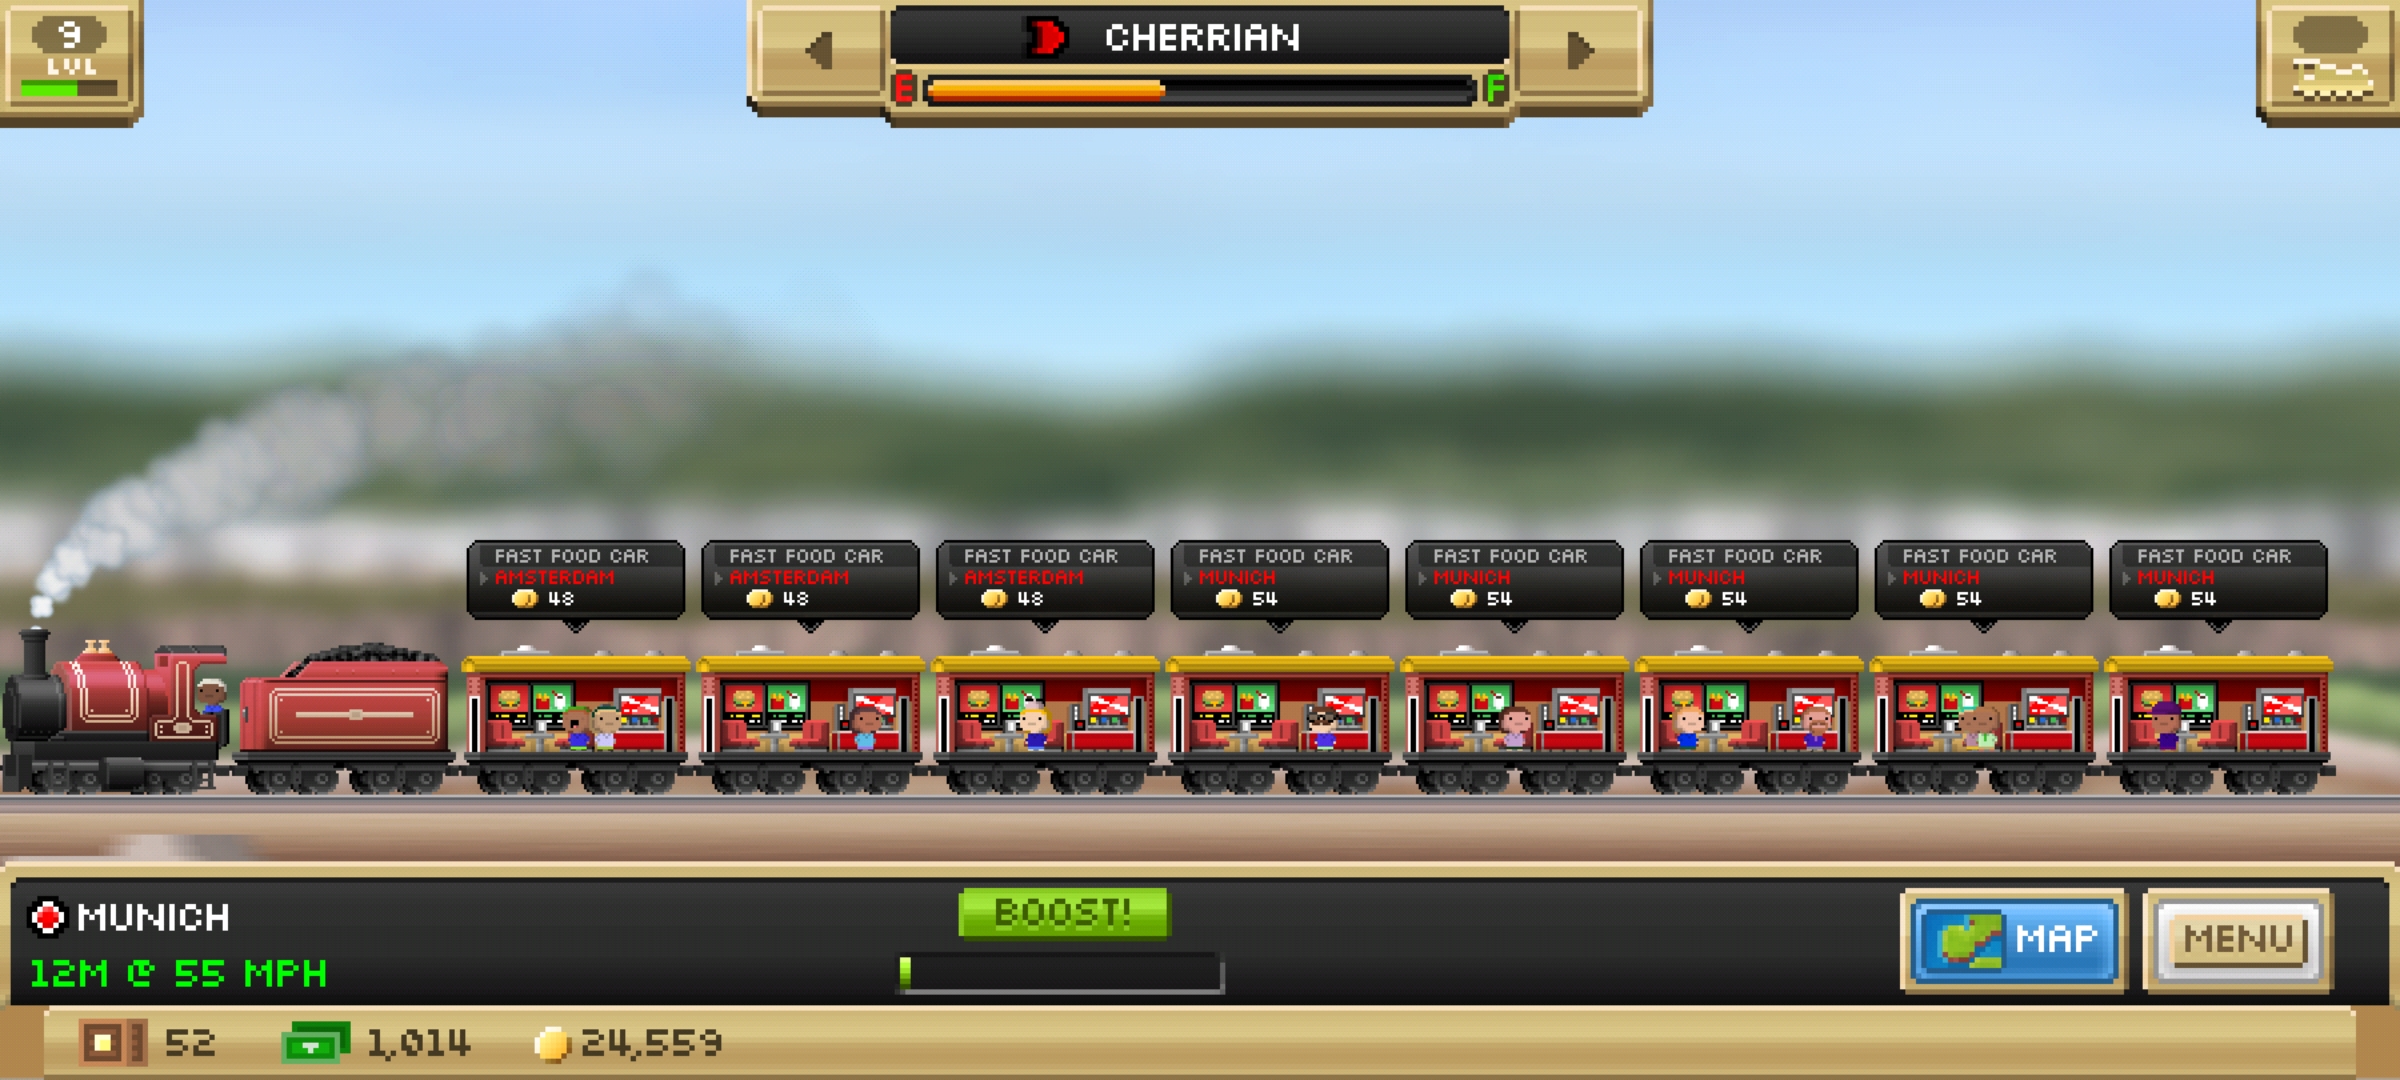 9
LVL
CHERRIAN
E F
FAST FOOD CAR
AMSTERDAM
48
FAST FOOD CAR
AMSTERDAM
48
FAST FOOD CAR
AMSTERDAM
48
FAST FOOD CAR
MUNICH
54
FAST FOOD CAR
MUNICH
54
FAST FOOD CAR
MUNICH
54
FAST FOOD CAR
MUNICH
54
FAST FOOD CAR
MUNICH
54
MUNICH
12M @ 55 MPH
BOOST!
MAP
MENU
52
1,014
24,559